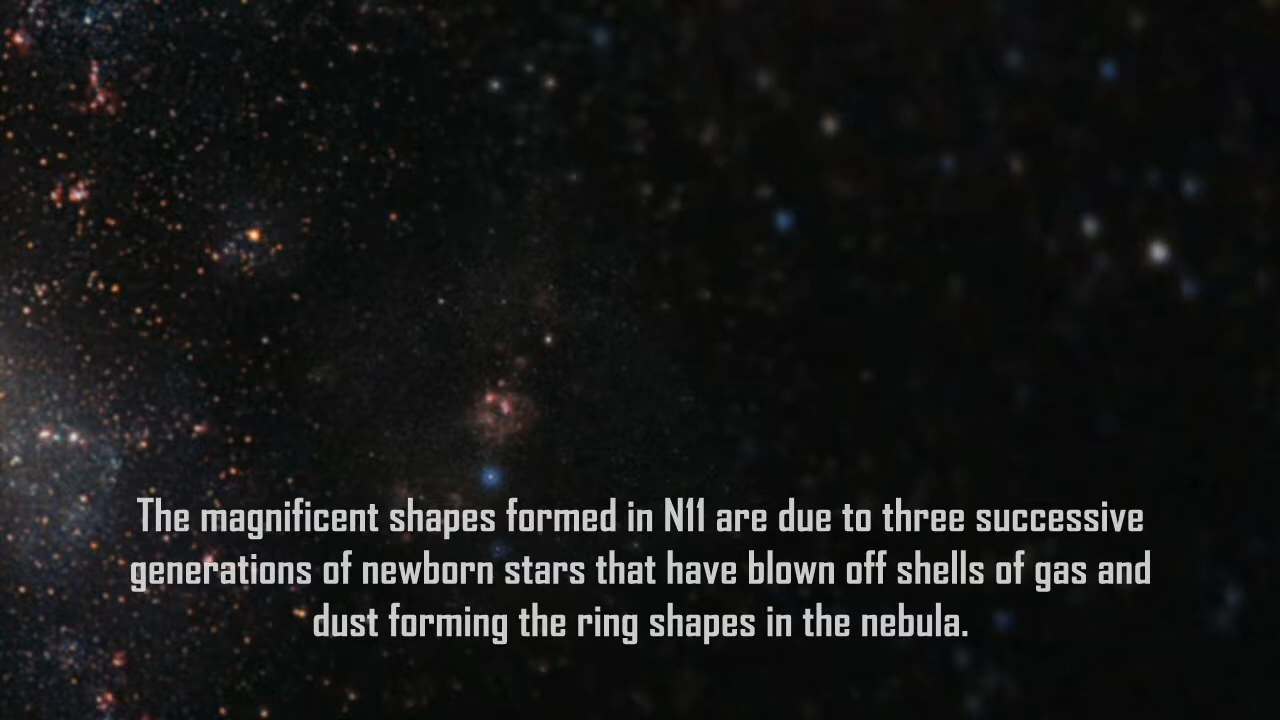 The magnificent shapes formed in N11 are due to three successive
generations of newborn stars that have blown off shells of gas and
dust forming the ring shapes in the nebula.